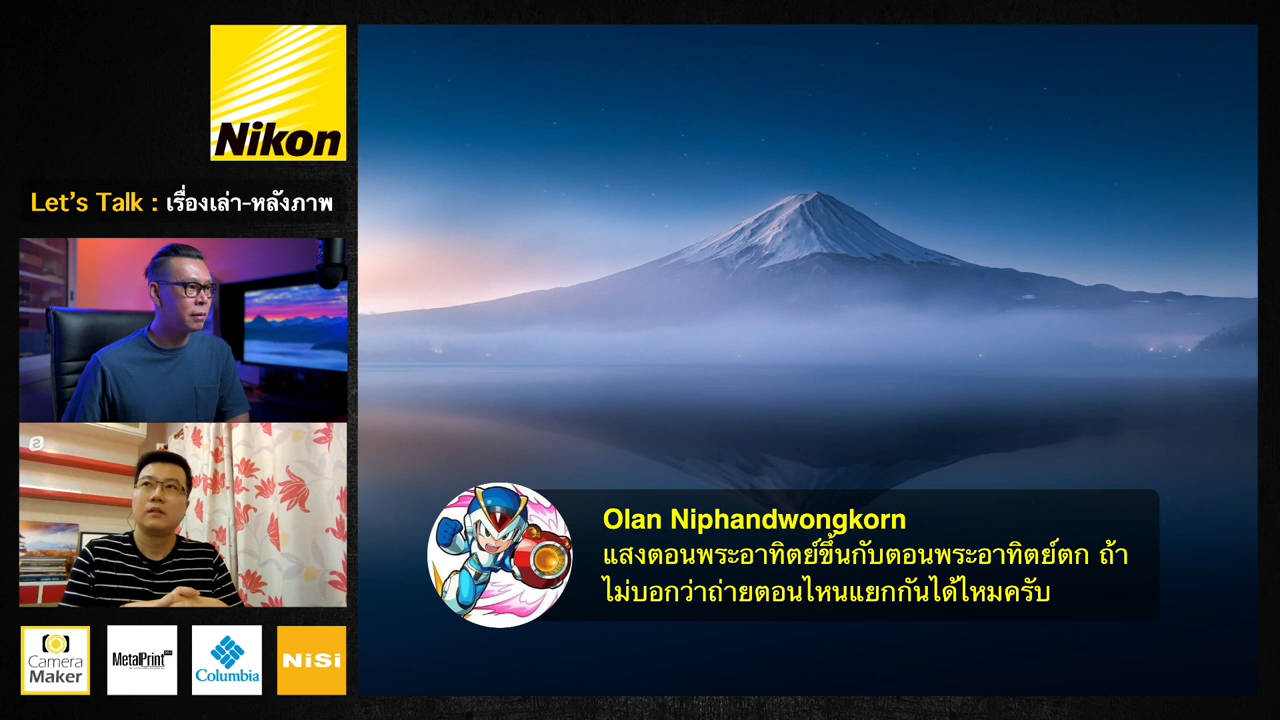 Nikon
Let's Talk : เรื่องเล่า-หลังภาพ
Olan Niphandwongkorn
แสงตอนพระอาทิตย์ขึ้นกับตอนพระอาทิตย์ตก ถ้า
ไม่บอกว่าถ่ายตอนไหนแยกกันได้ไหมครับ
Camera
Maker
MetalPrint
Columbia
NiSi